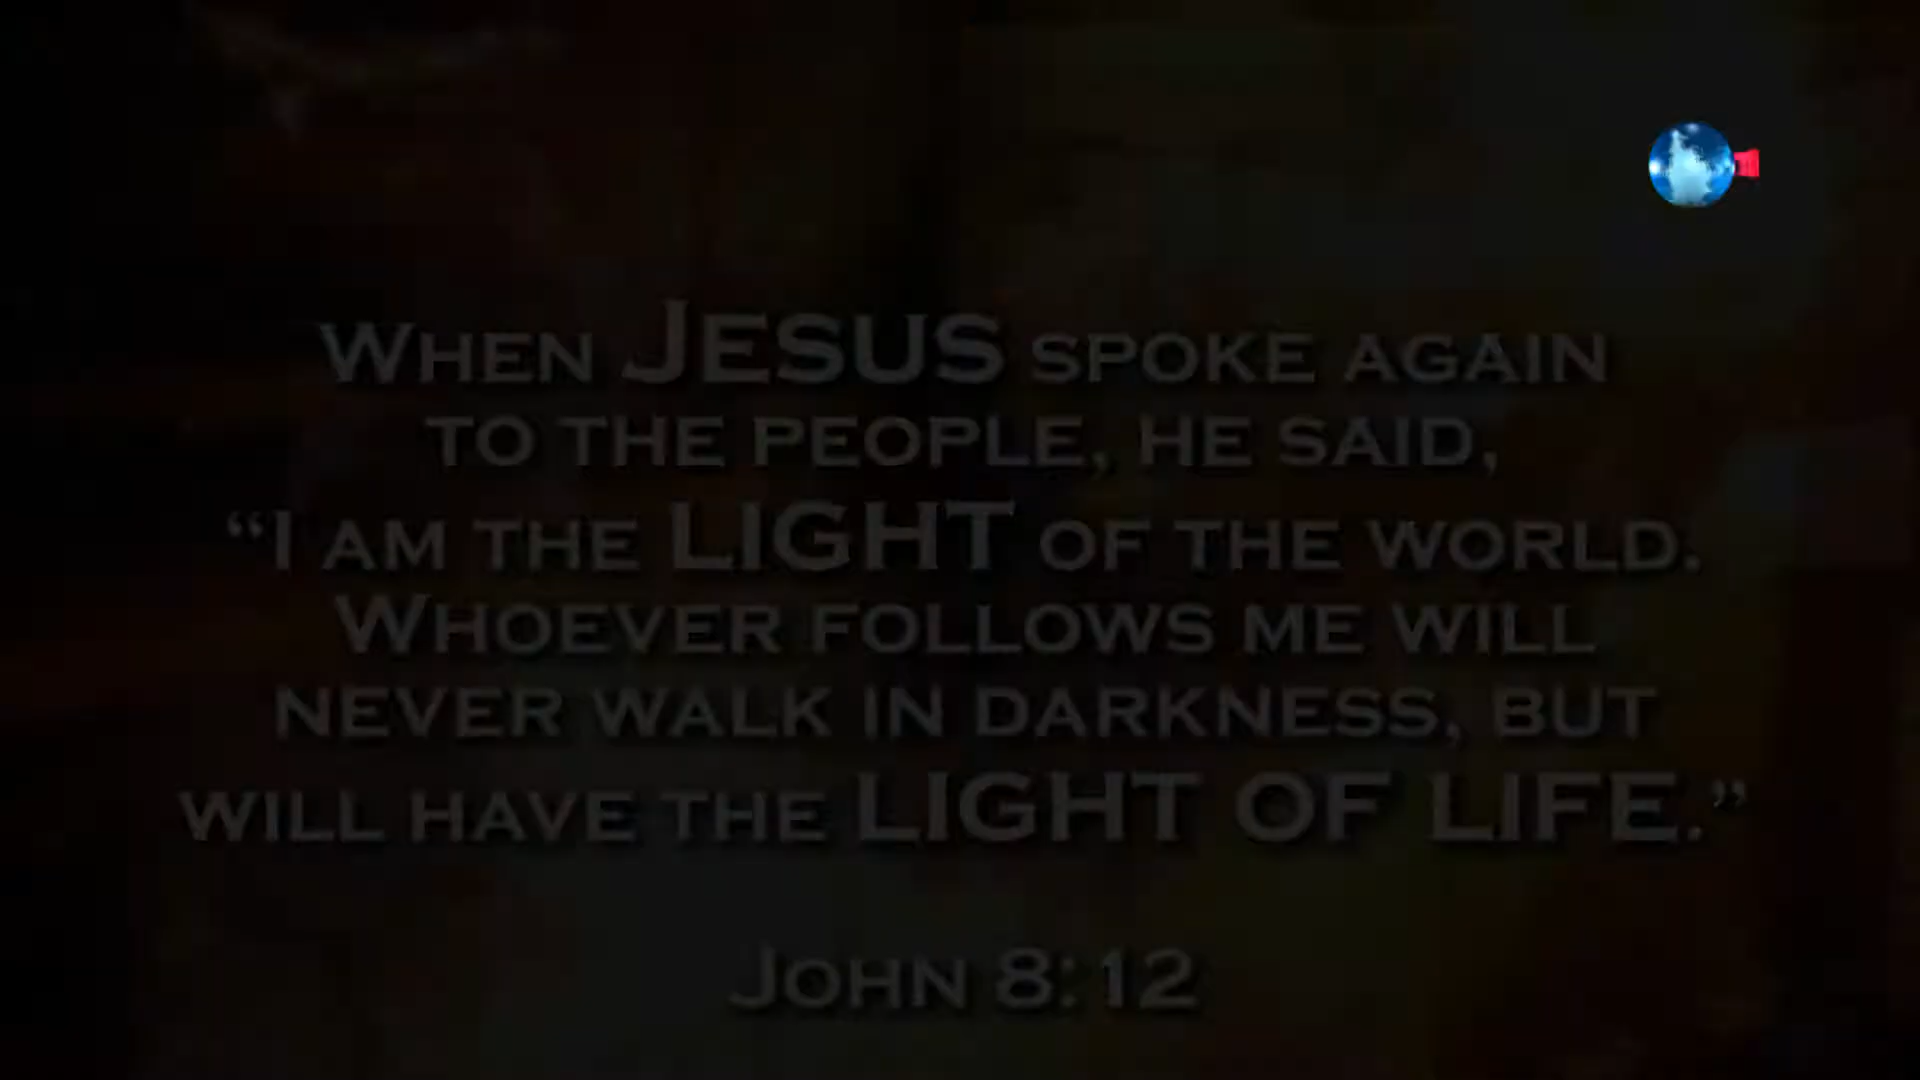 WHEN JESUS SPOKE AGAIN
TO THE PEOPLE, HE SAID,
“I AM THE LIGHT OF THE WORLD.
WHOEVER FOLLOWS ME WILL
NEVER WALK IN DARKNESS, BUT
WILL HAVE THE LIGHT OF LIFE.”
JOHN 8:12